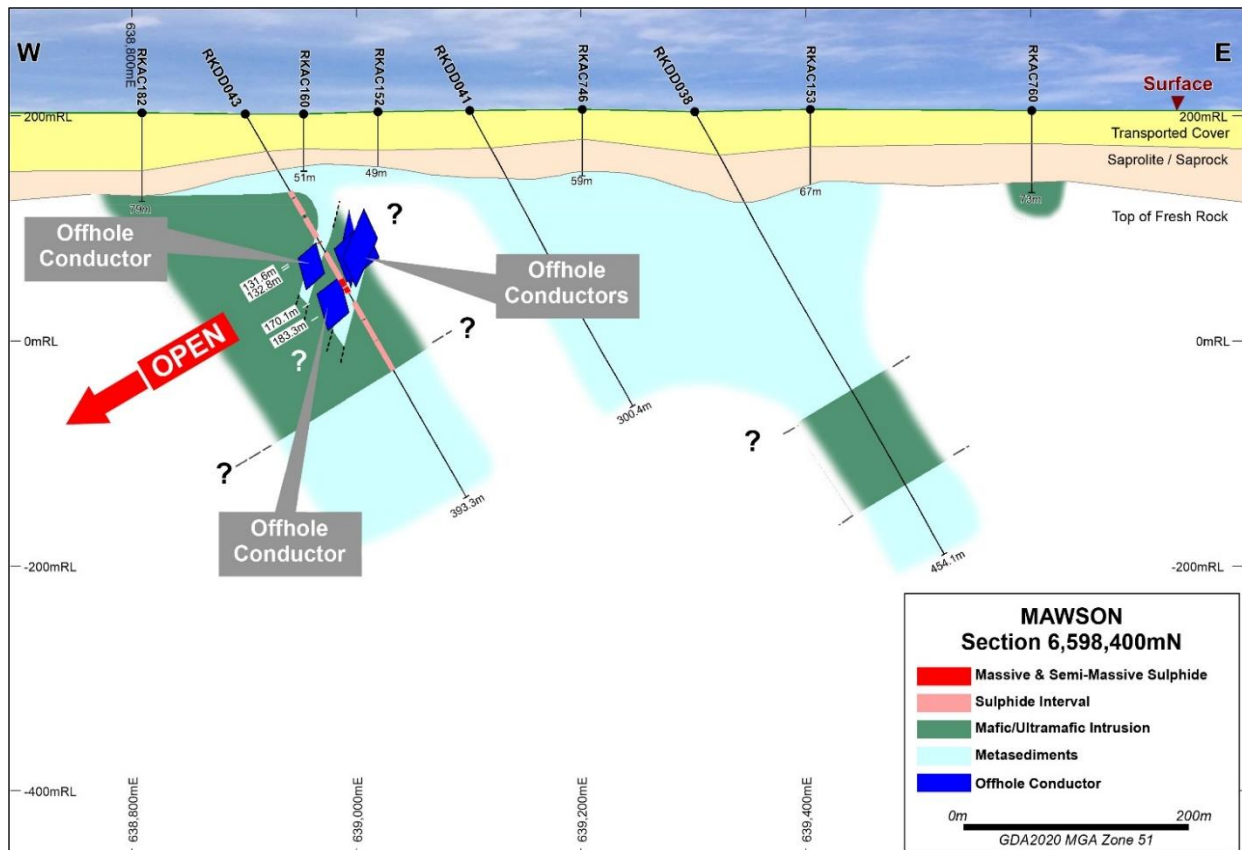 W
E
638,800mE
RKAC182
RKDD043
RKAC160
RKAC152
RKDD041
RKAC746
RKDD038
RKAC153
RKAC760
Surface
200mRL
200mRL
Transported Cover
Saprolite / Saprock
Top of Fresh Rock
79m
51m
49m
59m
67m
73m
Offhole
Conductor
?
Offhole
Conductors
131.6m
132.8m
170.1m
183.3m
?
?
0mRL
0mRL
OPEN
300.4m
?
?
393.3m
454.1m
Offhole
Conductor
-200mRL
-200mRL
MAWSON
Section 6,598,400mN
Massive & Semi-Massive Sulphide
Sulphide Interval
Mafic/Ultramafic Intrusion
Metasediments
Offhole Conductor
0m
200m
GDA2020 MGA Zone 51
-400mRL
638,800mE
639,000mE
639,200mE
639,400mE